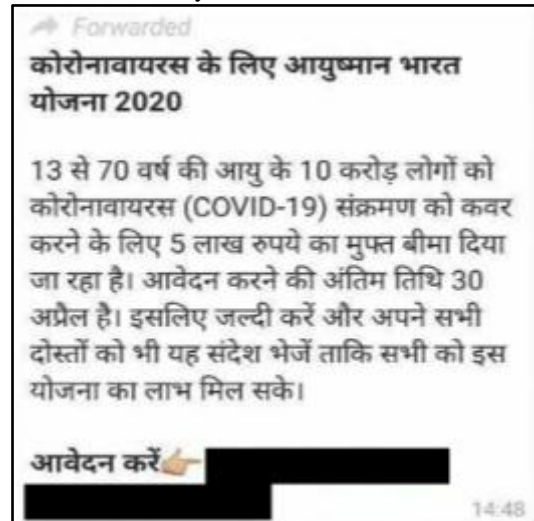 Forwarded
कोरोनावायरस के लिए आयुष्मान भारत
योजना 2020
13 से 70 वर्ष की आयु के 10 करोड़ लोगों को
कोरोनावायरस (COVID-19) संक्रमण को कवर
करने के लिए 5 लाख रुपये का मुफ्त बीमा दिया
जा रहा है। आवेदन करने की अंतिम तिथि 30
अप्रैल है। इसलिए जल्दी करें और अपने सभी
दोस्तों को भी यह संदेश भेजें ताकि सभी को इस
योजना का लाभ मिल सके।
आवेदन करें👉
14:48